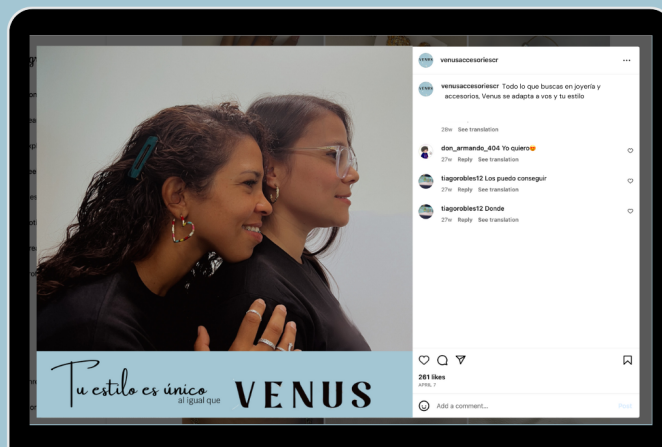 venusaccesoriescr
venusaccesoriescr Todo lo que buscas en joyería y
accesorios, Venus se adapta a vos y tu estilo
28w See translation
don_armando_404 Yo quiero😍
27w Reply See translation
tiagorobles12 Los puedo conseguir
27w Reply See translation
tiagorobles12 Donde
27w Reply See translation
261 likes
APRIL 7
Add a comment...
Post
Tu estilo es único
al igual que
VENUS